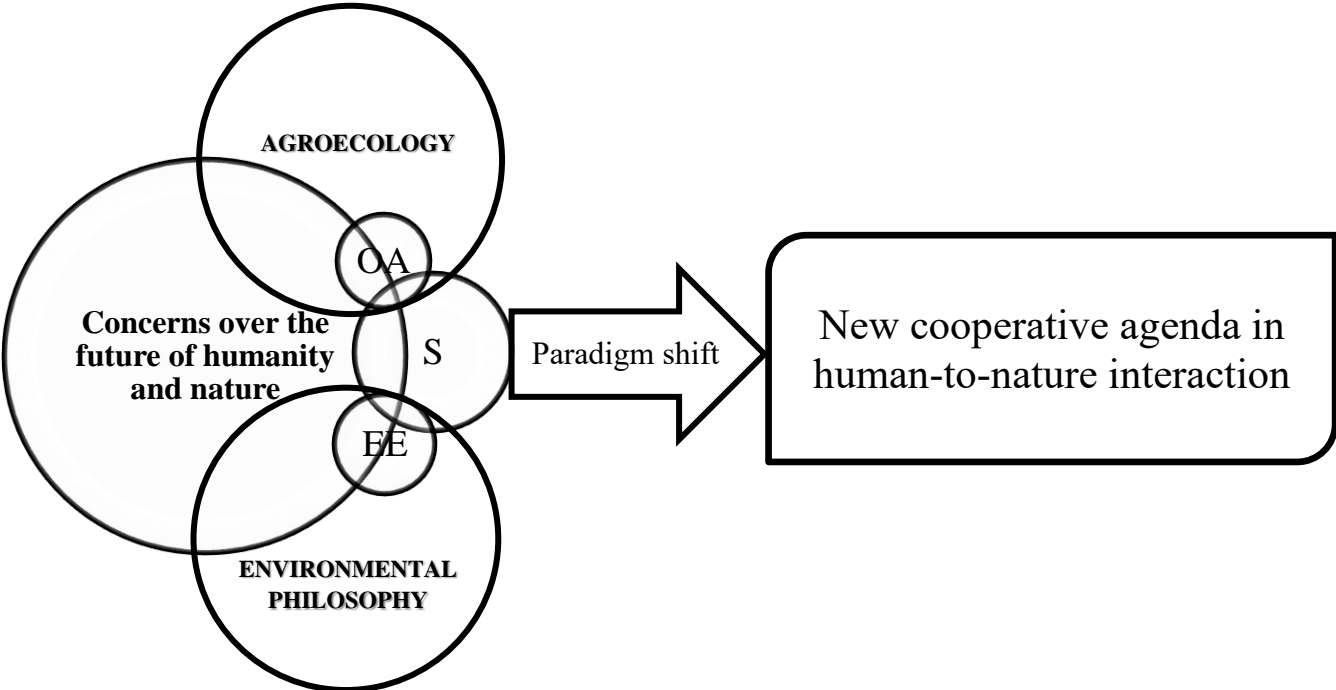 AGROECOLOGY
OA
Concerns over the
future of humanity
and nature
S
EE
ENVIRONMENTAL
PHILOSOPHY
Paradigm shift
New cooperative agenda in
human-to-nature interaction